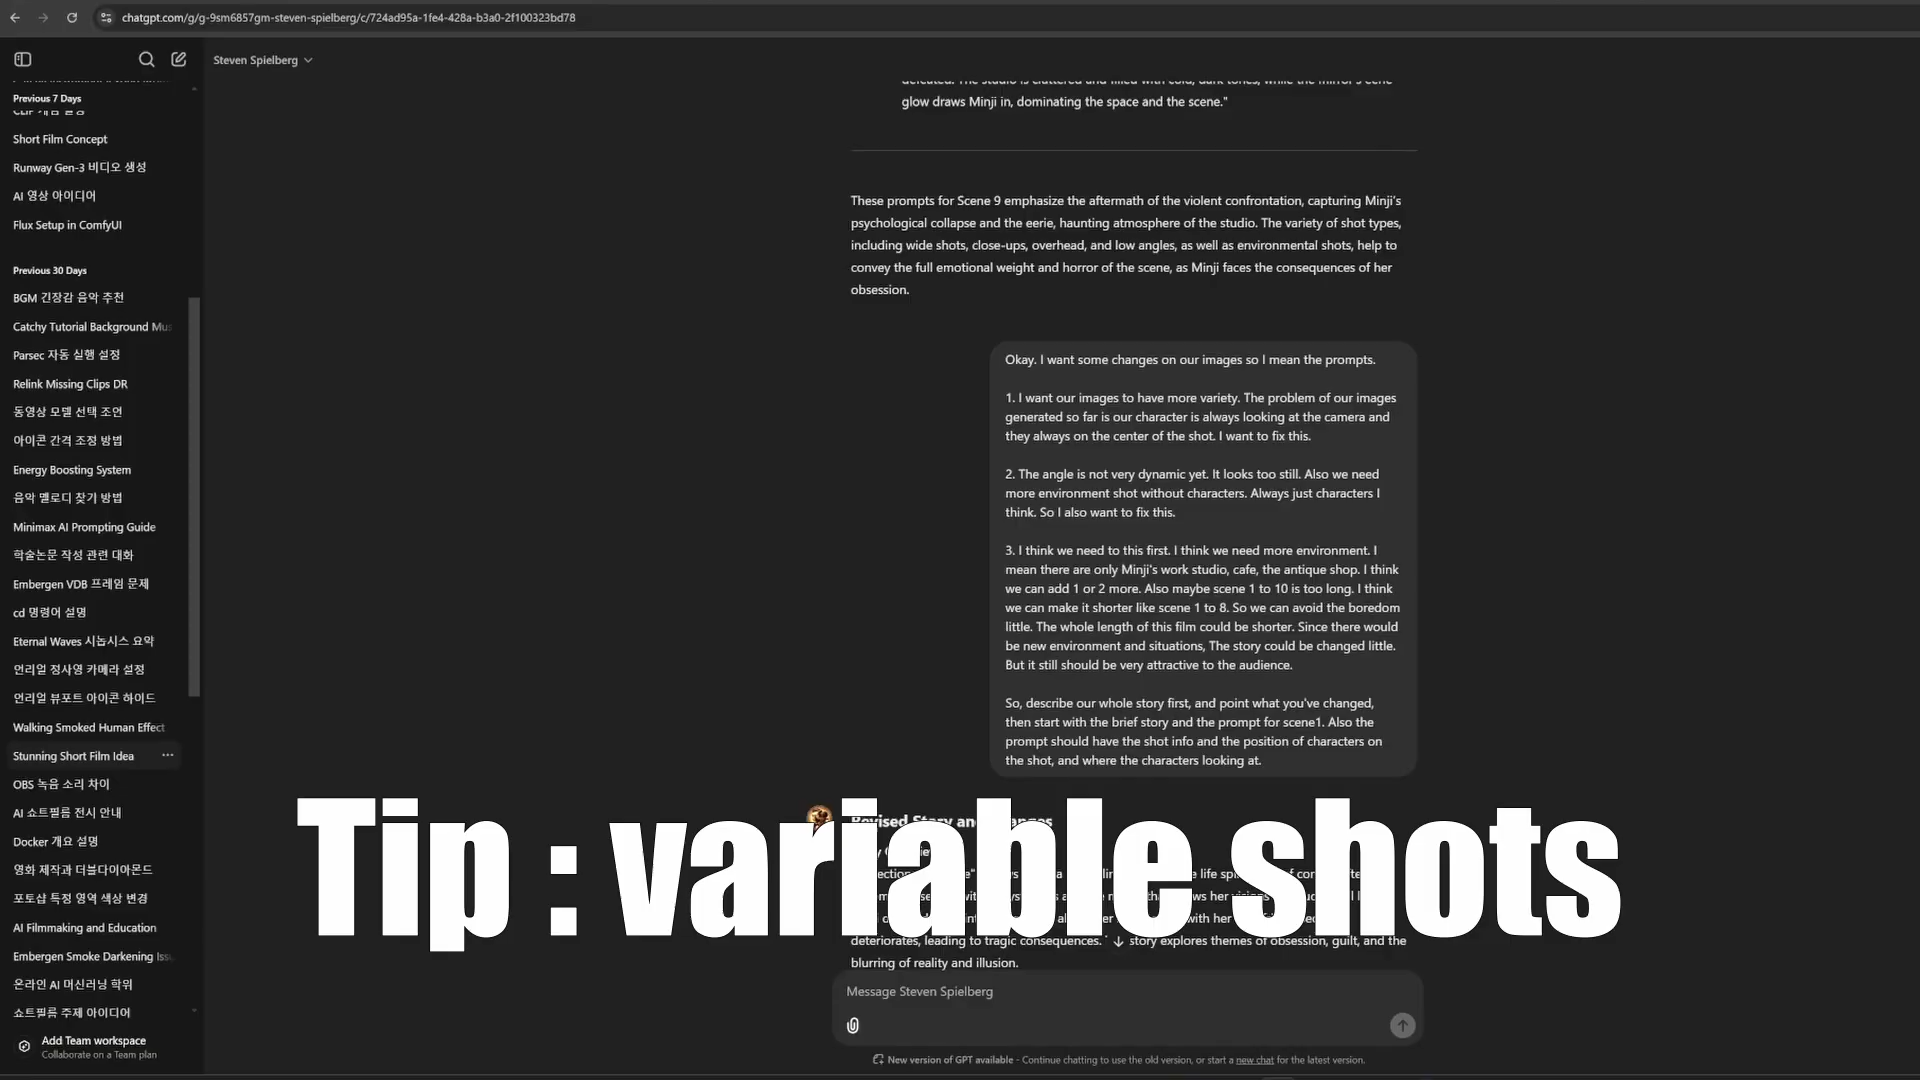 chatgpt.com/g/g-9sm6857gm-steven-spielberg/c/724ad95a-1fe4-428a-b3a0-2f100323bd78
Steven Spielberg
Previous 7 Days
Short Film Concept
Runway Gen-3 비디오 생성
AI 영상 아이디어
Flux Setup in ComfyUI
Previous 30 Days
BGM 긴장감 음악 추천
Catchy Tutorial Background Mus
Parsec 자동 실행 설정
Relink Missing Clips DR
동영상 모델 선택 조언
아이콘 간격 조정 방법
Energy Boosting System
음악 멜로디 찾기 방법
Minimax AI Prompting Guide
학술논문 작성 관련 대화
Embergen VDB 프레임 문제
cd 명령어 설명
Eternal Waves 시놉시스 요약
언리얼 정사영 카메라 설정
언리얼 뷰포트 아이콘 하이드
Walking Smoked Human Effect
Stunning Short Film Idea
OBS 녹음 소리 차이
AI 쇼트필름 전시 안내
Docker 개요 설명
영화 제작과 더블다이아몬드
포토샵 특정 영역 색상 변경
AI Filmmaking and Education
Embergen Smoke Darkening Iss
온라인 AI 머신러닝 학위
쇼트필름 주제 아이디어
Add Team workspace
Collaborate on a Team plan
defeated. The studio is cluttered and filled with cold, dark tones, while the mirror's eerie
glow draws Minji in, dominating the space and the scene."
These prompts for Scene 9 emphasize the aftermath of the violent confrontation, capturing Minji's
psychological collapse and the eerie, haunting atmosphere of the studio. The variety of shot types,
including wide shots, close-ups, overhead, and low angles, as well as environmental shots, help to
convey the full emotional weight and horror of the scene, as Minji faces the consequences of her
obsession.
Okay. I want some changes on our images so I mean the prompts.
1. I want our images to have more variety. The problem of our images
generated so far is our character is always looking at the camera and
they always on the center of the shot. I want to fix this.
2. The angle is not very dynamic yet. It looks too still. Also we need
more environment shot without characters. Always just characters I
think. So I also want to fix this.
3. I think we need to this first. I think we need more environment. I
mean there are only Minji's work studio, cafe, the antique shop. I think
we can add 1 or 2 more. Also maybe scene 1 to 10 is too long. I think
we can make it shorter like scene 1 to 8. So we can avoid the boredom
little. The whole length of this film could be shorter. Since there would
be new environment and situations, The story could be changed little.
But it still should be very attractive to the audience.
So, describe our whole story first, and point what you've changed,
then start with the brief story and the prompt for scene1. Also the
prompt should have the shot info and the position of characters on
the shot, and where the characters looking at.
Tip : variable shots
deteriorates, leading to tragic consequences. story explores themes of obsession, guilt, and the
blurring of reality and illusion.
Message Steven Spielberg
New version of GPT available - Continue chatting to use the old version, or start a new chat for the latest version.